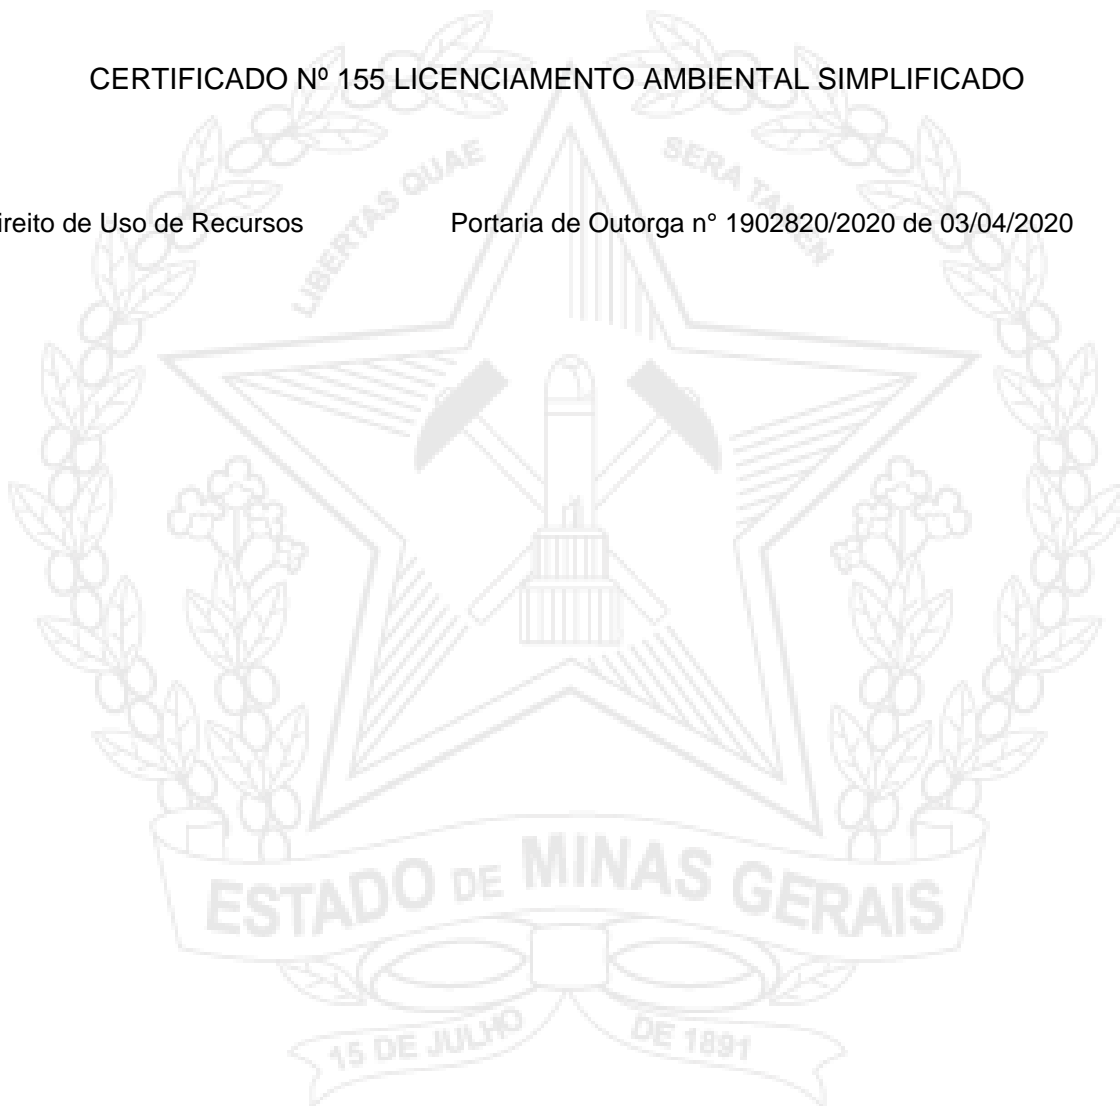 CERTIFICADO Nº 155 LICENCIAMENTO AMBIENTAL SIMPLIFICADO
LIBERTAS QUAE SERA TAMEN
ireito de Uso de Recursos Portaria de Outorga n° 1902820/2020 de 03/04/2020
ESTADO DE MINAS GERAIS
15 DE JULHO DE 1891